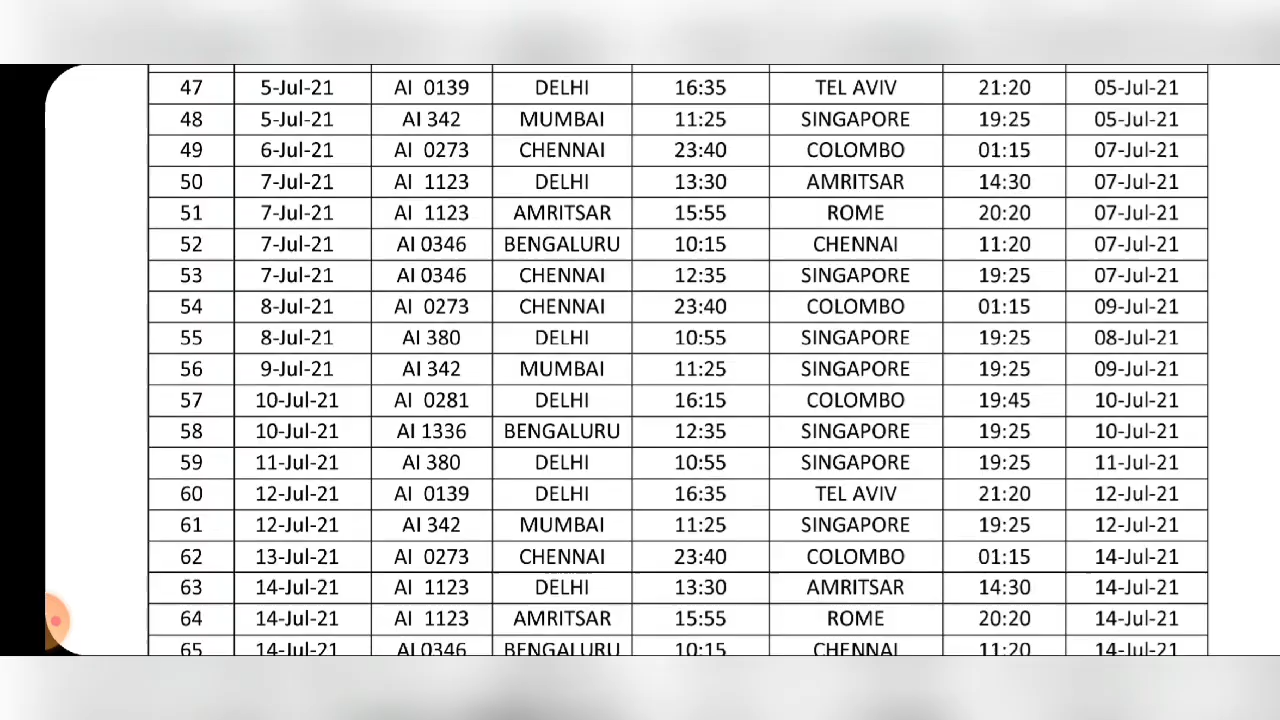 47 5-Jul-21 AI 0139 DELHI 16:35 TEL AVIV 21:20 05-Jul-21
48 5-Jul-21 AI 342 MUMBAI 11:25 SINGAPORE 19:25 05-Jul-21
49 6-Jul-21 AI 0273 CHENNAI 23:40 COLOMBO 01:15 07-Jul-21
50 7-Jul-21 AI 1123 DELHI 13:30 AMRITSAR 14:30 07-Jul-21
51 7-Jul-21 AI 1123 AMRITSAR 15:55 ROME 20:20 07-Jul-21
52 7-Jul-21 AI 0346 BENGALURU 10:15 CHENNAI 11:20 07-Jul-21
53 7-Jul-21 AI 0346 CHENNAI 12:35 SINGAPORE 19:25 07-Jul-21
54 8-Jul-21 AI 0273 CHENNAI 23:40 COLOMBO 01:15 09-Jul-21
55 8-Jul-21 AI 380 DELHI 10:55 SINGAPORE 19:25 08-Jul-21
56 9-Jul-21 AI 342 MUMBAI 11:25 SINGAPORE 19:25 09-Jul-21
57 10-Jul-21 AI 0281 DELHI 16:15 COLOMBO 19:45 10-Jul-21
58 10-Jul-21 AI 1336 BENGALURU 12:35 SINGAPORE 19:25 10-Jul-21
59 11-Jul-21 AI 380 DELHI 10:55 SINGAPORE 19:25 11-Jul-21
60 12-Jul-21 AI 0139 DELHI 16:35 TEL AVIV 21:20 12-Jul-21
61 12-Jul-21 AI 342 MUMBAI 11:25 SINGAPORE 19:25 12-Jul-21
62 13-Jul-21 AI 0273 CHENNAI 23:40 COLOMBO 01:15 14-Jul-21
63 14-Jul-21 AI 1123 DELHI 13:30 AMRITSAR 14:30 14-Jul-21
64 14-Jul-21 AI 1123 AMRITSAR 15:55 ROME 20:20 14-Jul-21
65 14-Jul-21 AI 0346 BENGALURU 10:15 CHENNAI 11:20 14-Jul-21